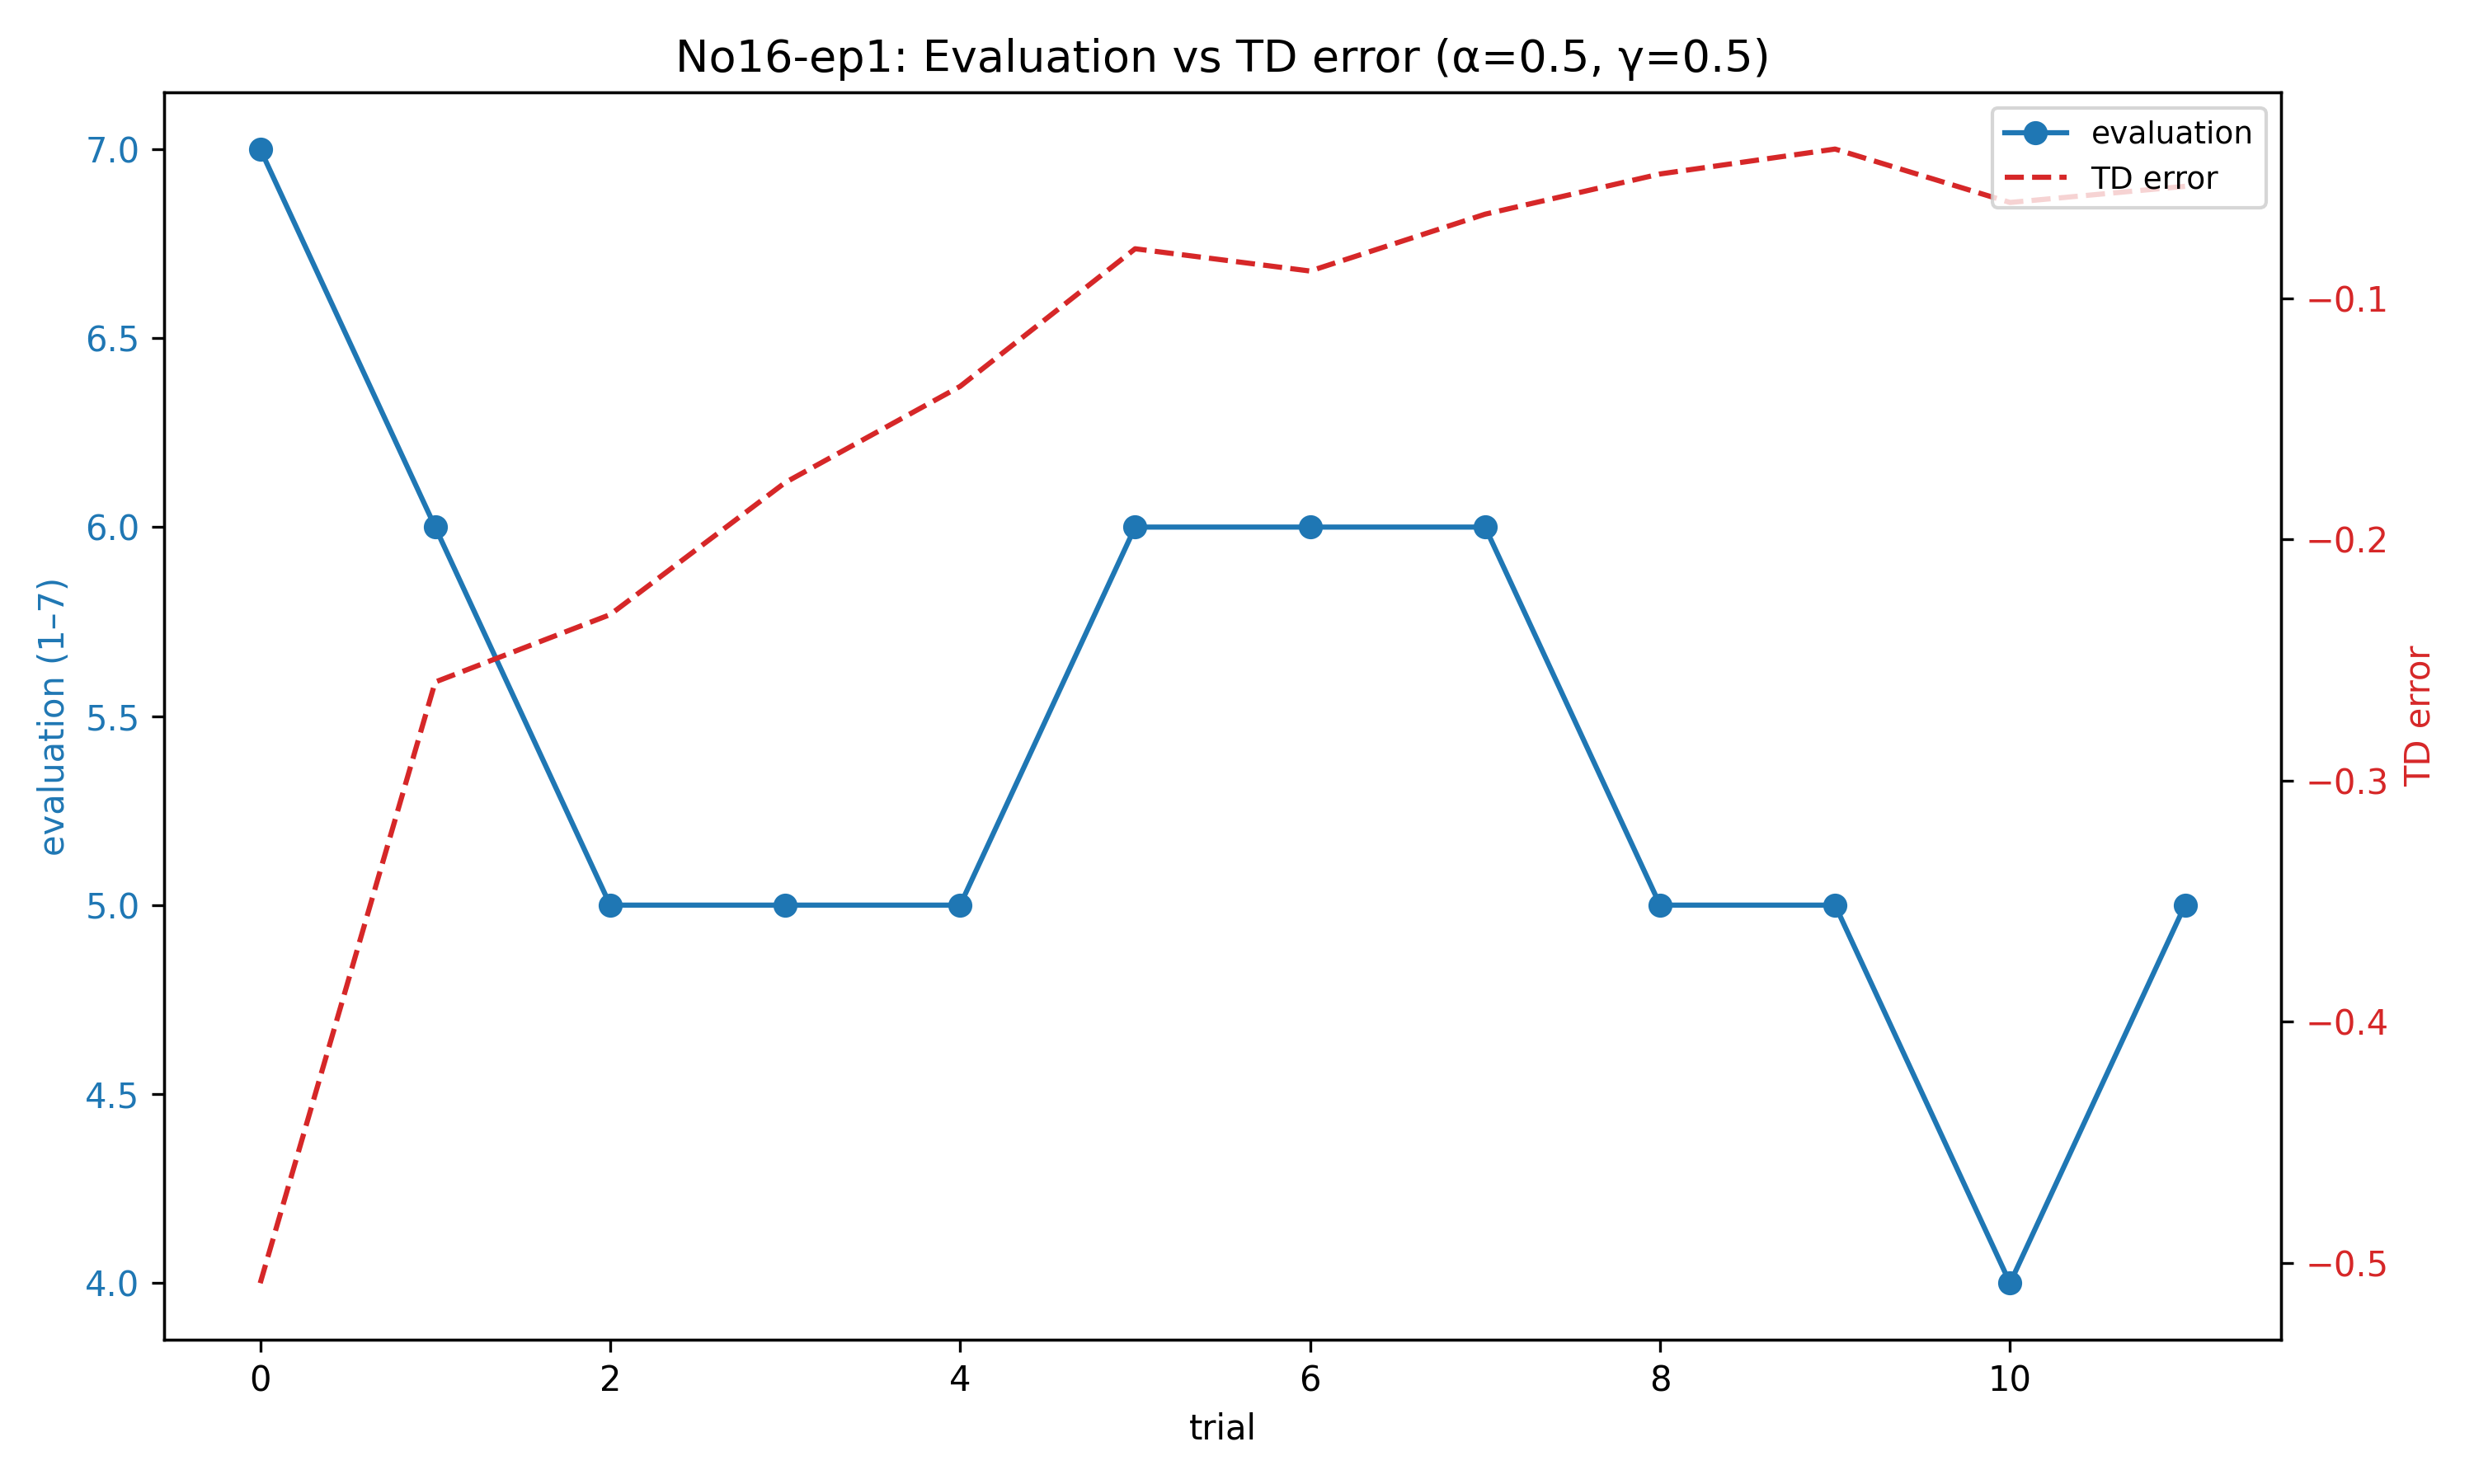 No16-ep1: Evaluation vs TD error (α=0.5, γ=0.5)
evaluation
TD error
7.0
6.5
6.0
5.5
5.0
4.5
4.0
evaluation (1–7)
−0.1
−0.2
−0.3
−0.4
−0.5
TD error
0 2 4 6 8 10
trial